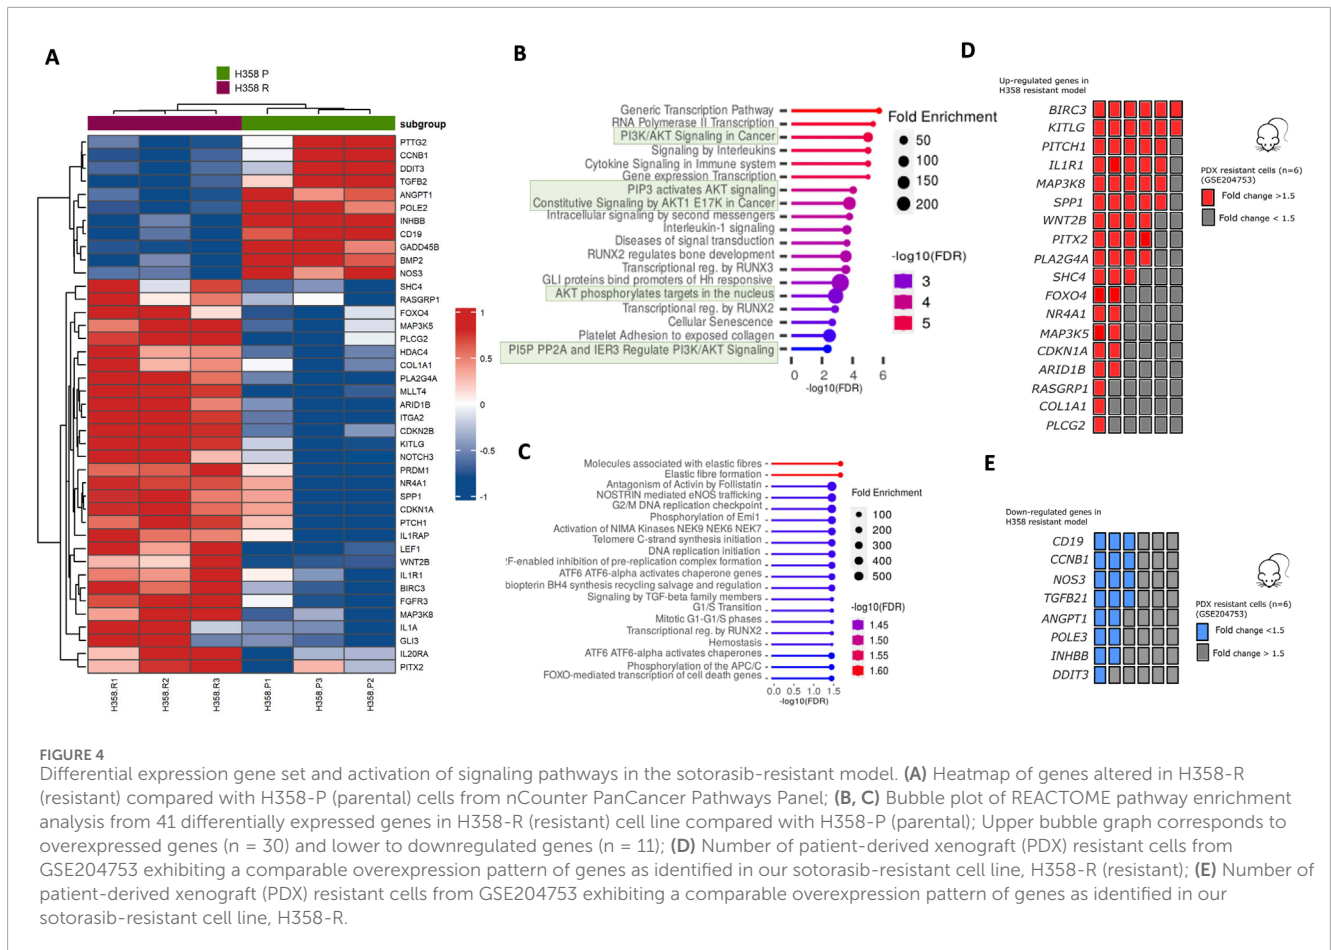 A
H358 P
H358 R
subgroup
PTTG2
CCNB1
DDIT3
TGFB2
ANGPT1
POLE2
INHBB
CD19
GADD45B
BMP2
NOS3
SHC4
RASGRP1
FOXO4
MAP3K5
PLCG2
HDAC4
COL1A1
PLA2G4A
MLLT4
ARID1B
ITGA2
CDKN2B
KITLG
NOTCH3
PRDM1
NR4A1
SPP1
CDKN1A
PTCH1
IL1RAP
LEF1
WNT2B
IL1R1
BIRC3
FGFR3
MAP3K8
IL1A
GLI3
IL20RA
PITX2
1
0.5
0
-0.5
-1
H358.R1
H358.R2
H358.R3
H358.P1
H358.P3
H358.P2
B
Generic Transcription Pathway
RNA Polymerase II Transcription
PI3K/AKT Signaling in Cancer
Signaling by Interleukins
Cytokine Signaling in Immune system
Gene expression Transcription
PIP3 activates AKT signaling
Constitutive Signaling by AKT1 E17K in Cancer
Intracellular signaling by second messengers
Interleukin-1 signaling
Diseases of signal transduction
RUNX2 regulates bone development
Transcriptional reg. by RUNX3
GLI proteins bind promoters of Hh responsive
AKT phosphorylates targets in the nucleus
Transcriptional reg. by RUNX2
Cellular Senescence
Platelet Adhesion to exposed collagen
PI5P PP2A and IER3 Regulate PI3K/AKT Signaling
0 2 4 6
-log10(FDR)
Fold Enrichment
50
100
150
200
-log10(FDR)
3
4
5
C
Molecules associated with elastic fibres
Elastic fibre formation
Antagonism of Activin by Follistatin
NOSTRIN mediated eNOS trafficking
G2/M DNA replication checkpoint
Phosphorylation of Emi1
Activation of NIMA Kinases NEK9 NEK6 NEK7
Telomere C-strand synthesis initiation
DNA replication initiation
2F-enabled inhibition of pre-replication complex formation
ATF6 ATF6-alpha activates chaperone genes
biopterin BH4 synthesis recycling salvage and regulation
Signaling by TGF-beta family members
G1/S Transition
Mitotic G1-G1/S phases
Transcriptional reg. by RUNX2
Hemostasis
ATF6 ATF6-alpha activates chaperones
Phosphorylation of the APC/C
FOXO-mediated transcription of cell death genes
0.0 0.5 1.0 1.5
-log10(FDR)
Fold Enrichment
100
200
300
400
500
-log10(FDR)
1.45
1.50
1.55
1.60
D
Up-regulated genes in
H358 resistant model
BIRC3
KITLG
PITCH1
IL1R1
MAP3K8
SPP1
WNT2B
PITX2
PLA2G4A
SHC4
FOXO4
NR4A1
MAP3K5
CDKN1A
ARID1B
RASGRP1
COL1A1
PLCG2
PDX resistant cells (n=6)
(GSE204753)
Fold change >1.5
Fold change < 1.5
E
Down-regulated genes in
H358 resistant model
CD19
CCNB1
NOS3
TGFB21
ANGPT1
POLE3
INHBB
DDIT3
PDX resistant cells (n=6)
(GSE204753)
Fold change <1.5
Fold change > 1.5
FIGURE 4
Differential expression gene set and activation of signaling pathways in the sotorasib-resistant model. (A) Heatmap of genes altered in H358-R
(resistant) compared with H358-P (parental) cells from nCounter PanCancer Pathways Panel; (B, C) Bubble plot of REACTOME pathway enrichment
analysis from 41 differentially expressed genes in H358-R (resistant) cell line compared with H358-P (parental); Upper bubble graph corresponds to
overexpressed genes (n = 30) and lower to downregulated genes (n = 11); (D) Number of patient-derived xenograft (PDX) resistant cells from
GSE204753 exhibiting a comparable overexpression pattern of genes as identified in our sotorasib-resistant cell line, H358-R (resistant); (E) Number of
patient-derived xenograft (PDX) resistant cells from GSE204753 exhibiting a comparable overexpression pattern of genes as identified in our
sotorasib-resistant cell line, H358-R.